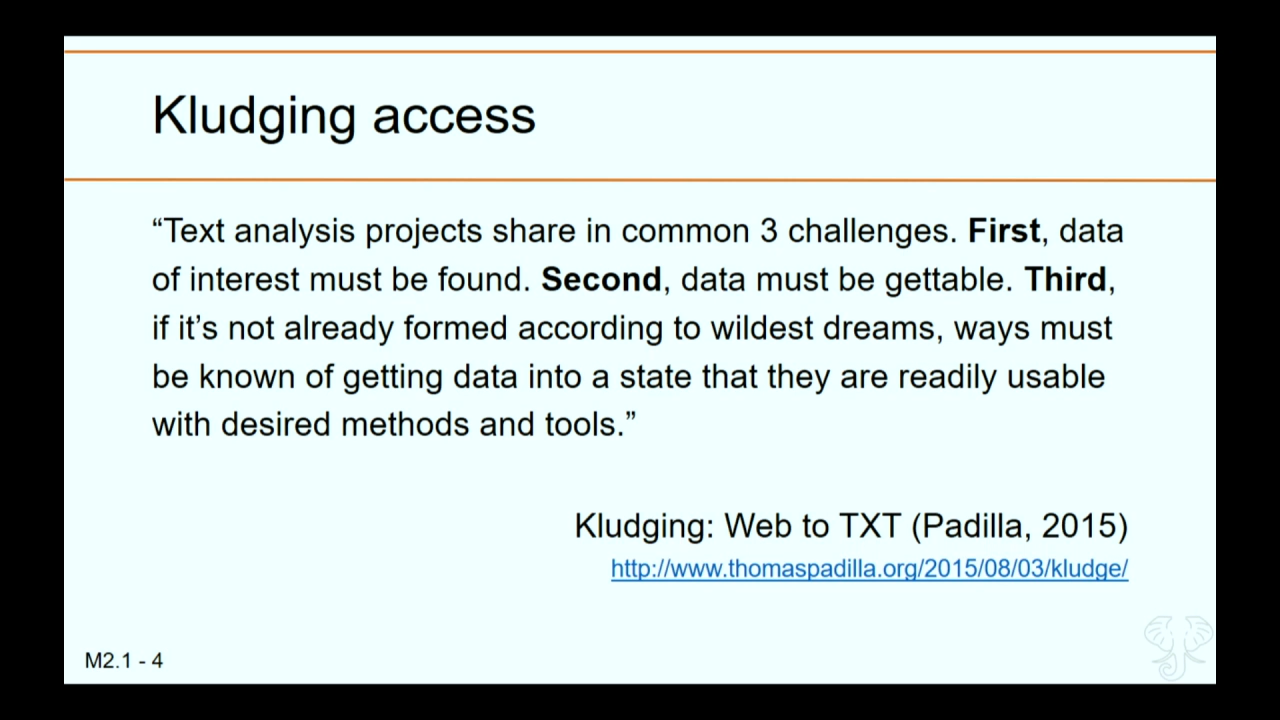 Kludging access
“Text analysis projects share in common 3 challenges. First, data
of interest must be found. Second, data must be gettable. Third,
if it’s not already formed according to wildest dreams, ways must
be known of getting data into a state that they are readily usable
with desired methods and tools.”
Kludging: Web to TXT (Padilla, 2015)
http://www.thomaspadilla.org/2015/08/03/kludge/
M2.1 - 4